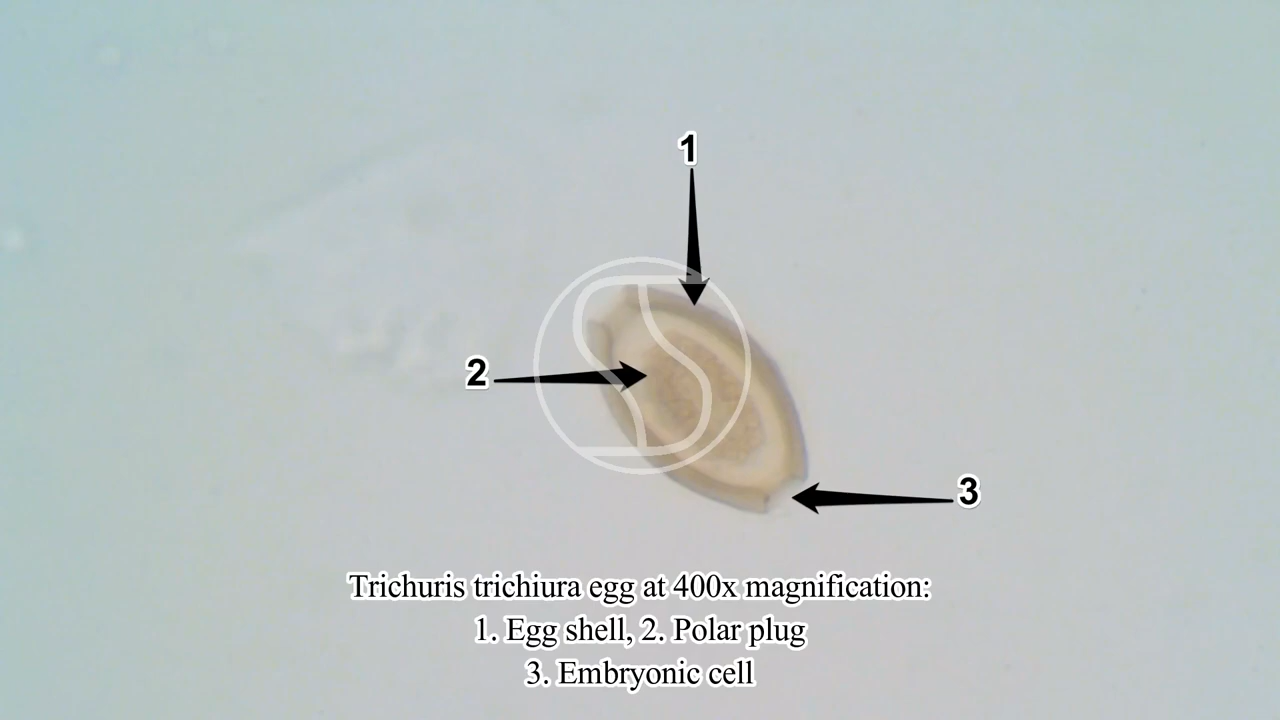 1
2
3
Trichuris trichiura egg at 400x magnification:
1. Egg shell, 2. Polar plug
3. Embryonic cell